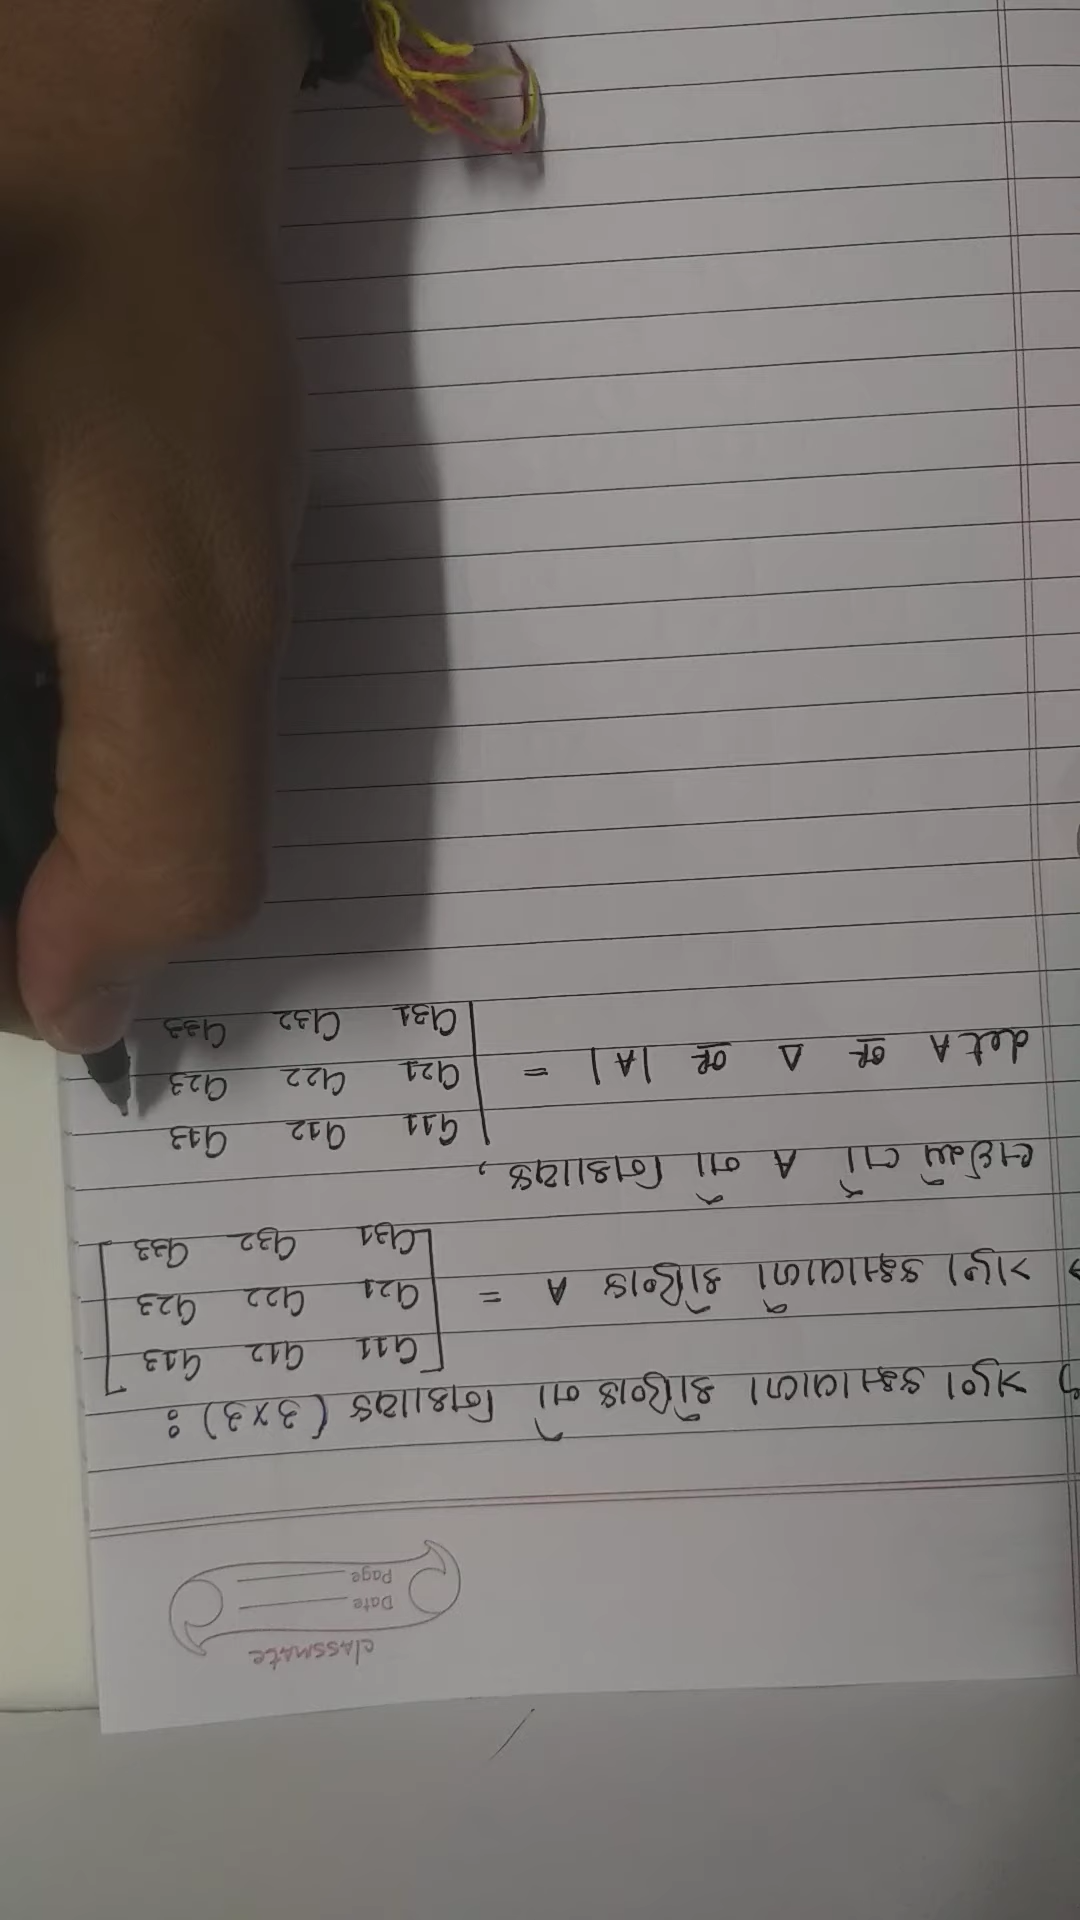 classmate
Date
Page
ત્રણ કક્ષાવાળા શ્રેણિક નો નિશ્ચાયક (3×3) :
a11 a12 a13
→ ત્રણ કક્ષાવાળો શ્રેણિક A = [ a21 a22 a23 ]
a31 a32 a33
લઈએ તો A નો નિશ્ચાયક,
a11 a12 a13
det A or Δ or |A| = | a21 a22 a23 |
a31 a32 a33